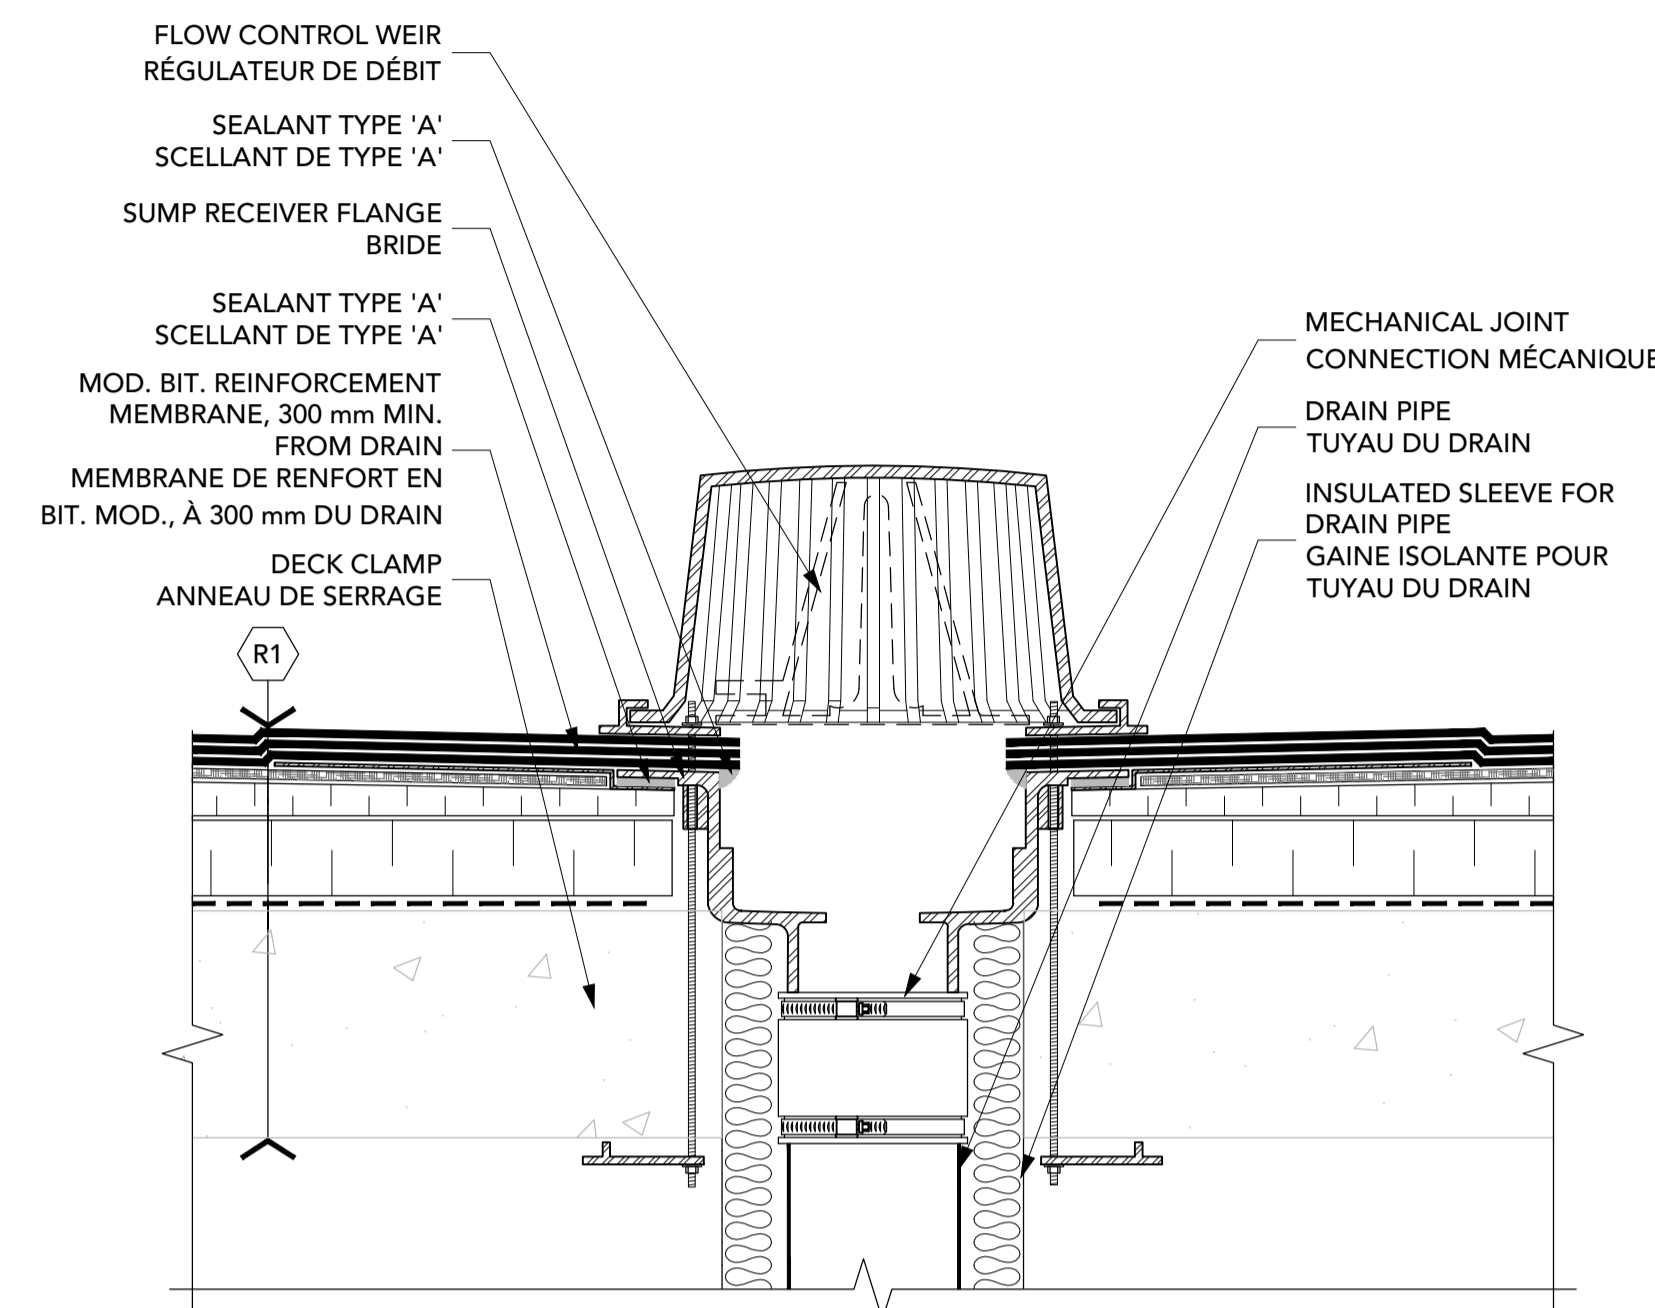 FLOW CONTROL WEIR
RÉGULATEUR DE DÉBIT
SEALANT TYPE 'A'
SCELLANT DE TYPE 'A'
SUMP RECEIVER FLANGE
BRIDE
SEALANT TYPE 'A'
SCELLANT DE TYPE 'A'
MOD. BIT. REINFORCEMENT
MEMBRANE, 300 mm MIN.
FROM DRAIN
MEMBRANE DE RENFORT EN
BIT. MOD., À 300 mm DU DRAIN
DECK CLAMP
ANNEAU DE SERRAGE
R1
MECHANICAL JOINT
CONNECTION MÉCANIQUE
DRAIN PIPE
TUYAU DU DRAIN
INSULATED SLEEVE FOR
DRAIN PIPE
GAINE ISOLANTE POUR
TUYAU DU DRAIN